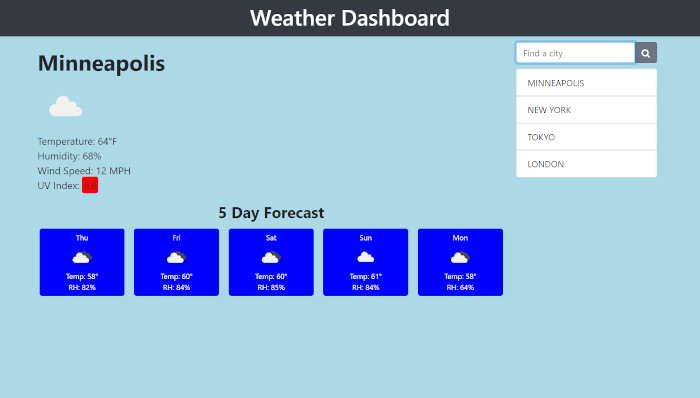 Weather Dashboard
Minneapolis
Temperature: 64°F
Humidity: 68%
Wind Speed: 12 MPH
UV Index:
Find a city
MINNEAPOLIS
NEW YORK
TOKYO
LONDON
5 Day Forecast
Thu
Temp: 58°
RH: 82%
Fri
Temp: 60°
RH: 84%
Sat
Temp: 60°
RH: 85%
Sun
Temp: 61°
RH: 84%
Mon
Temp: 58°
RH: 64%